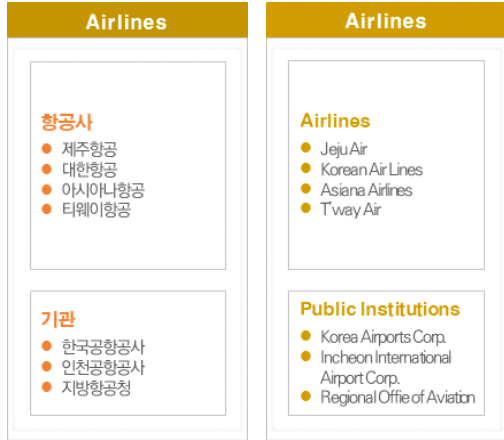 Airlines
항공사
제주항공
대한항공
아시아나항공
티웨이항공
기관
한국공항공사
인천공항공사
지방항공청
Airlines
Airlines
Jeju Air
Korean Air Lines
Asiana Airlines
T'way Air
Public Institutions
Korea Airports Corp.
Incheon International
Airport Corp.
Regional Offie of Aviation